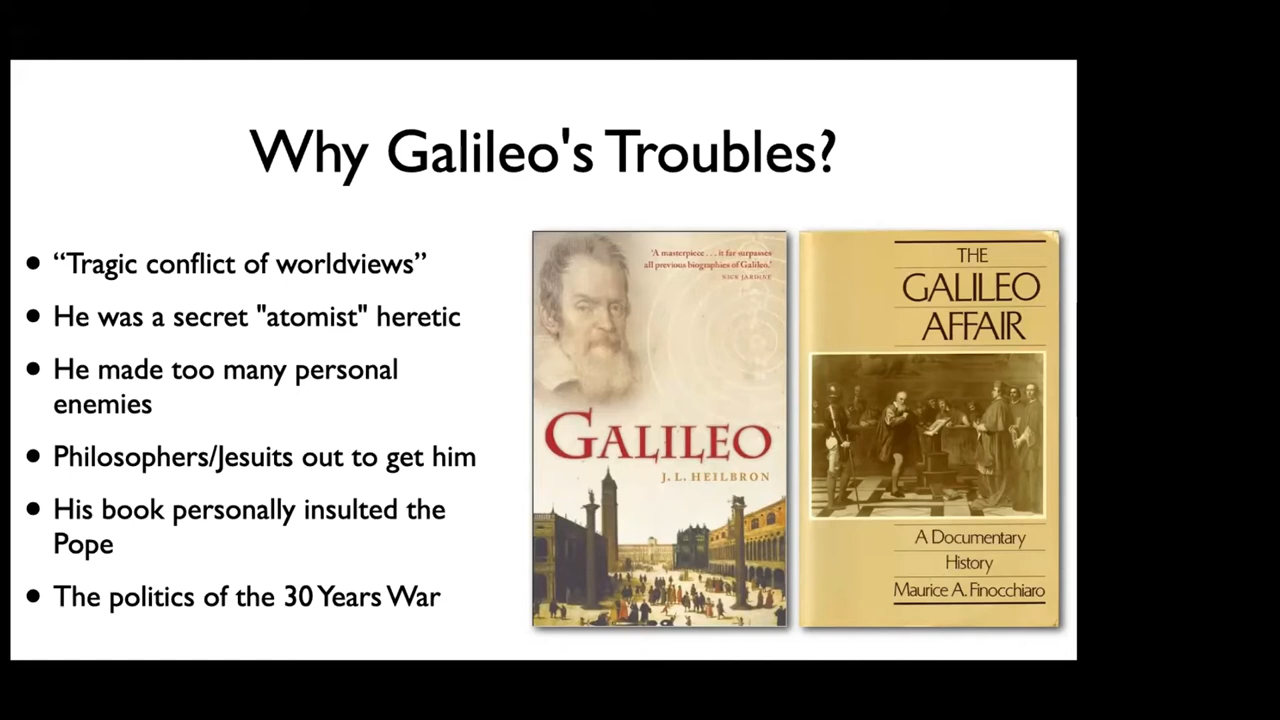 Why Galileo's Troubles?
• “Tragic conflict of worldviews”
• He was a secret "atomist" heretic
• He made too many personal
enemies
• Philosophers/Jesuits out to get him
• His book personally insulted the
Pope
• The politics of the 30 Years War
'A masterpiece . . . it far surpasses
all previous biographies of Galileo.'
NICK JARDINE
GALILEO
J. L. HEILBRON
THE
GALILEO
AFFAIR
A Documentary
History
Maurice A. Finocchiaro